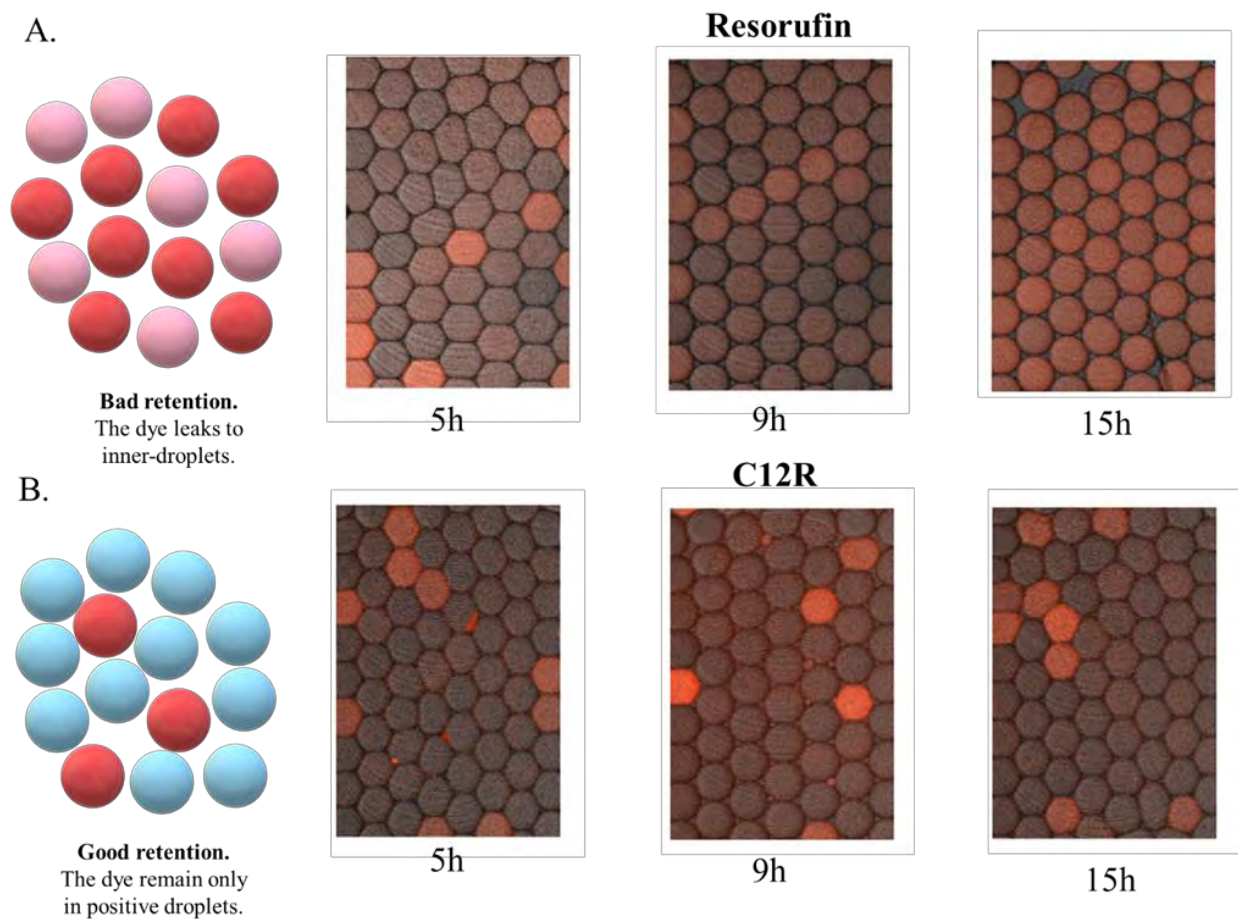 A.
Resorufin
Bad retention.
The dye leaks to
inner-droplets.
5h
9h
15h
B.
C12R
Good retention.
The dye remain only
in positive droplets.
5h
9h
15h